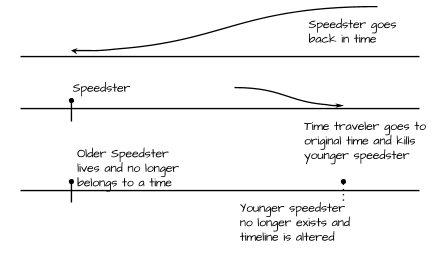 Speedster goes
back in time
Speedster
Time traveler goes to
original time and kills
younger speedster
Older Speedster
lives and no longer
belongs to a time
Younger speedster
no longer exists and
timeline is altered